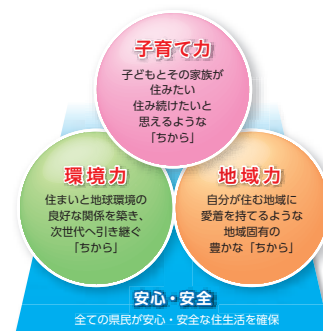 子育て力
子どもとその家族が
住みたい
住み続けたいと
思えるような
「ちから」
環境力
住まいと地球環境の
良好な関係を築き、
次世代へ引き継ぐ
「ちから」
地域力
自分が住む地域に
愛着を持てるような
地域固有の
豊かな「ちから」
安心・安全
全ての県民が安心・安全な住生活を確保